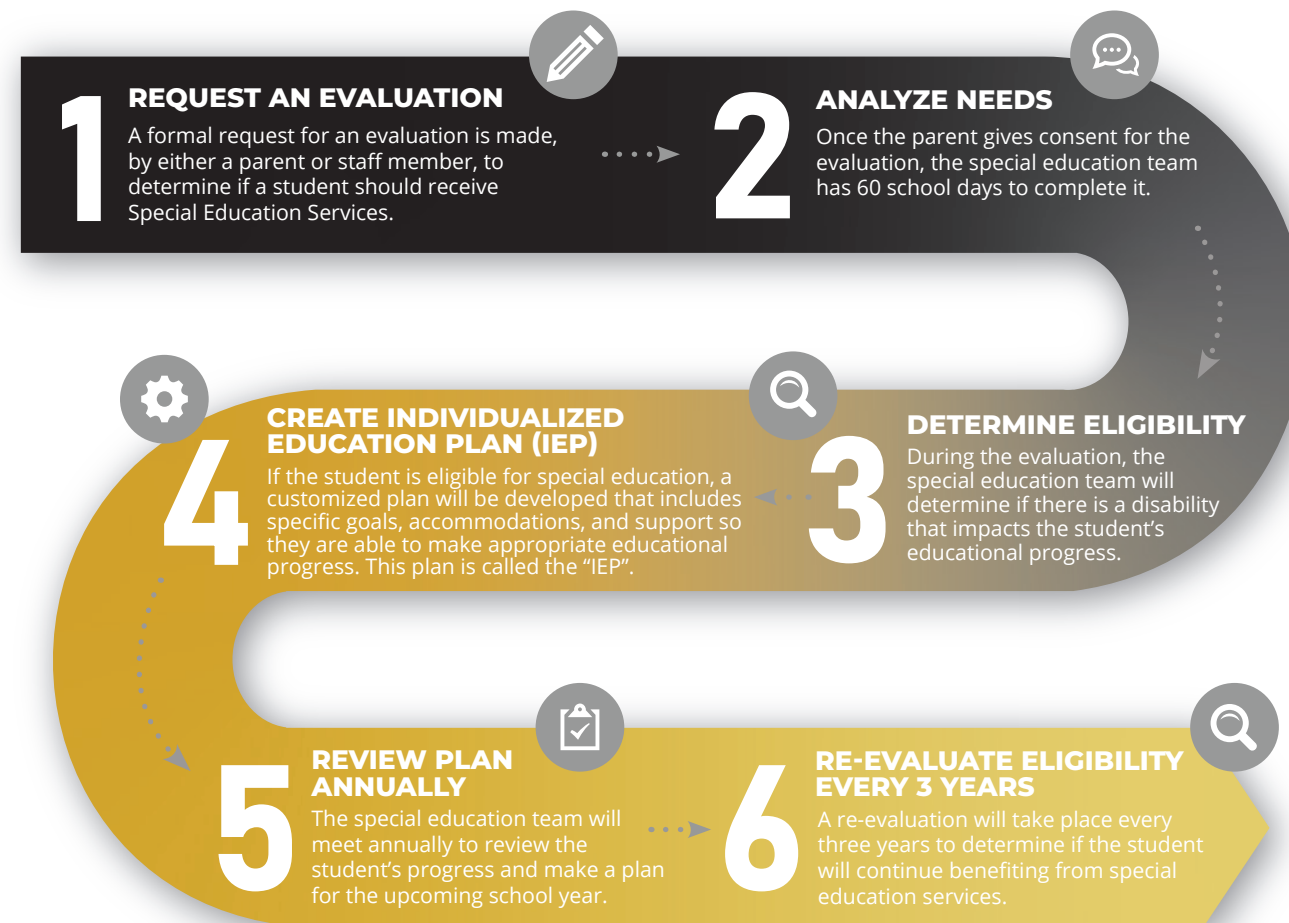 1
REQUEST AN EVALUATION
A formal request for an evaluation is made,
by either a parent or staff member, to
determine if a student should receive
Special Education Services.
2
ANALYZE NEEDS
Once the parent gives consent for the
evaluation, the special education team
has 60 school days to complete it.
3
DETERMINE ELIGIBILITY
During the evaluation, the
special education team will
determine if there is a disability
that impacts the student’s
educational progress.
4
CREATE INDIVIDUALIZED
EDUCATION PLAN (IEP)
If the student is eligible for special education, a
customized plan will be developed that includes
specific goals, accommodations, and support so
they are able to make appropriate educational
progress. This plan is called the “IEP”.
5
REVIEW PLAN
ANNUALLY
The special education team will
meet annually to review the
student’s progress and make a plan
for the upcoming school year.
6
RE-EVALUATE ELIGIBILITY
EVERY 3 YEARS
A re-evaluation will take place every
three years to determine if the student
will continue benefiting from special
education services.